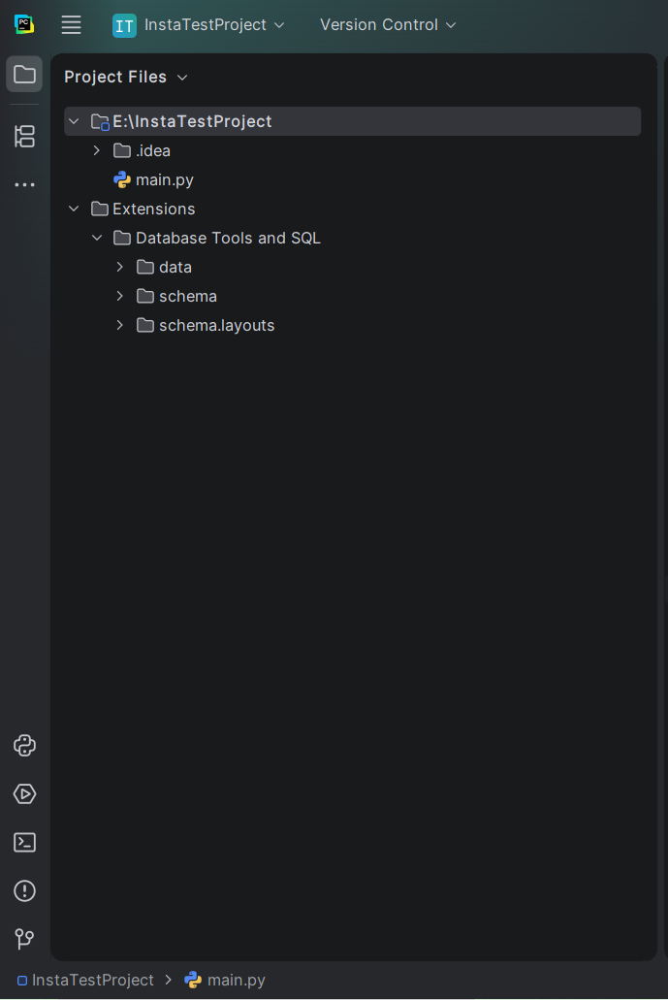 PC IT InstaTestProject Version Control
Project Files
E:\InstaTestProject
.idea
main.py
Extensions
Database Tools and SQL
data
schema
schema.layouts
InstaTestProject > main.py